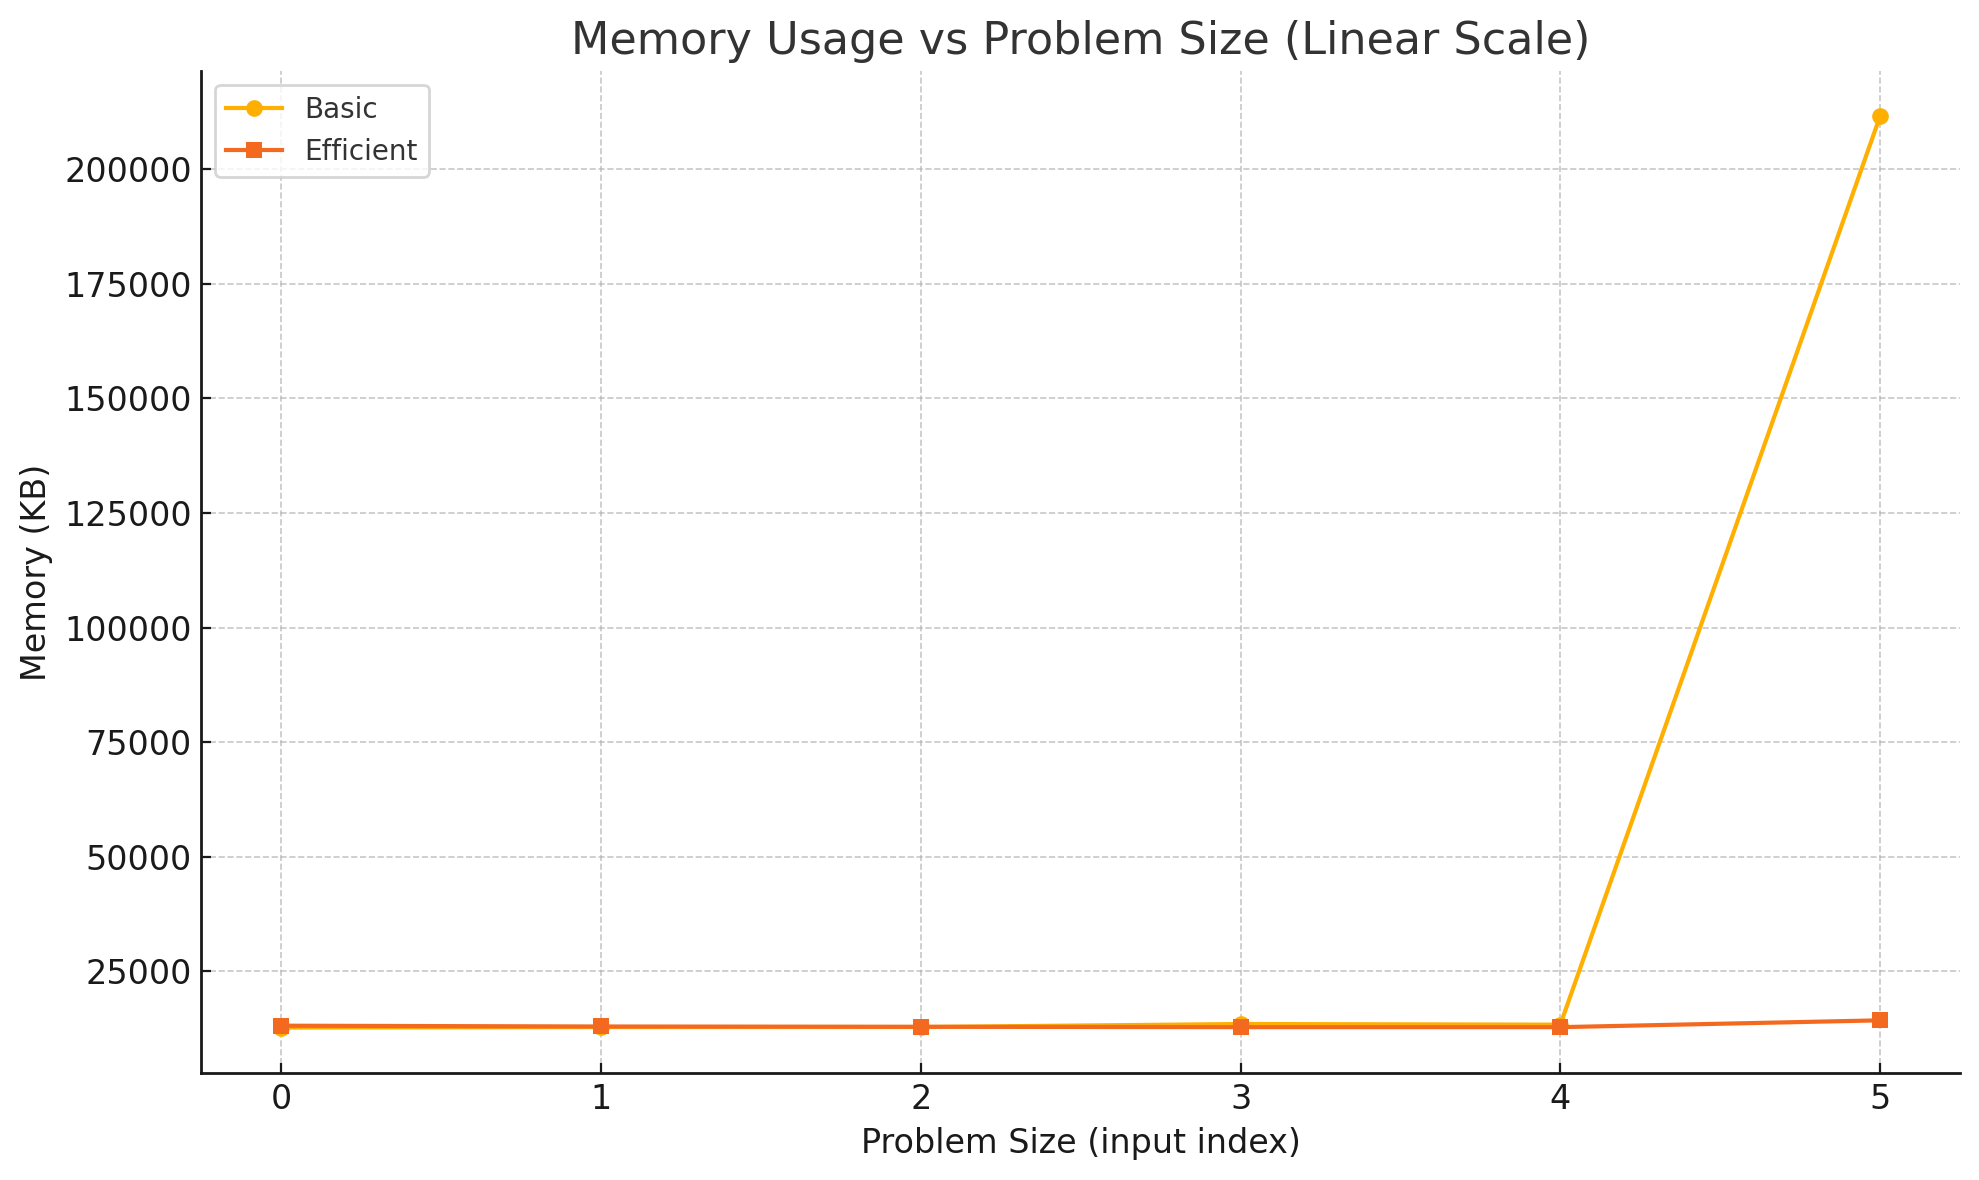 Memory Usage vs Problem Size (Linear Scale)
Basic
Efficient
200000
175000
150000
125000
100000
75000
50000
25000
Memory (KB)
0 1 2 3 4 5
Problem Size (input index)